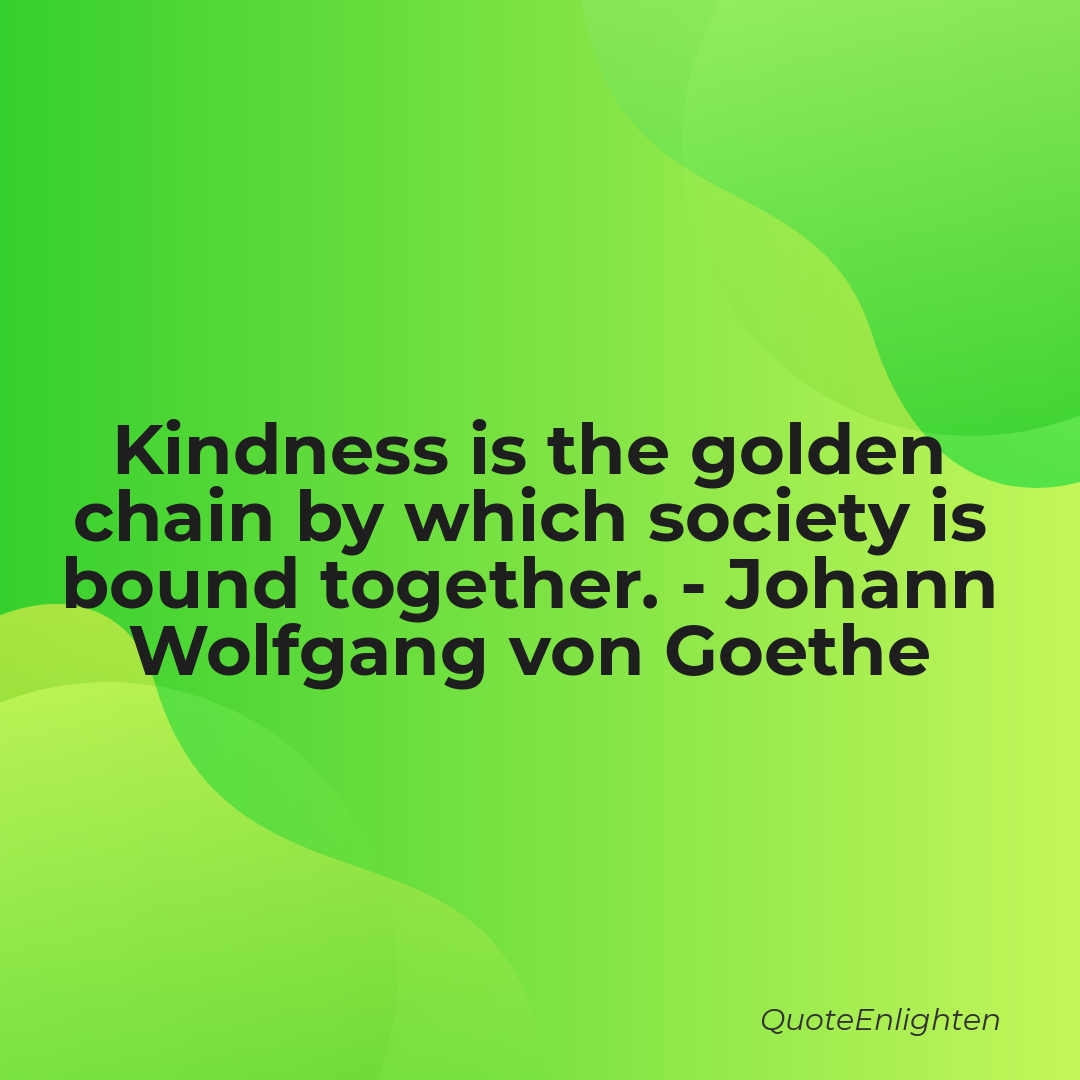 Kindness is the golden
chain by which society is
bound together. - Johann
Wolfgang von Goethe
QuoteEnlighten